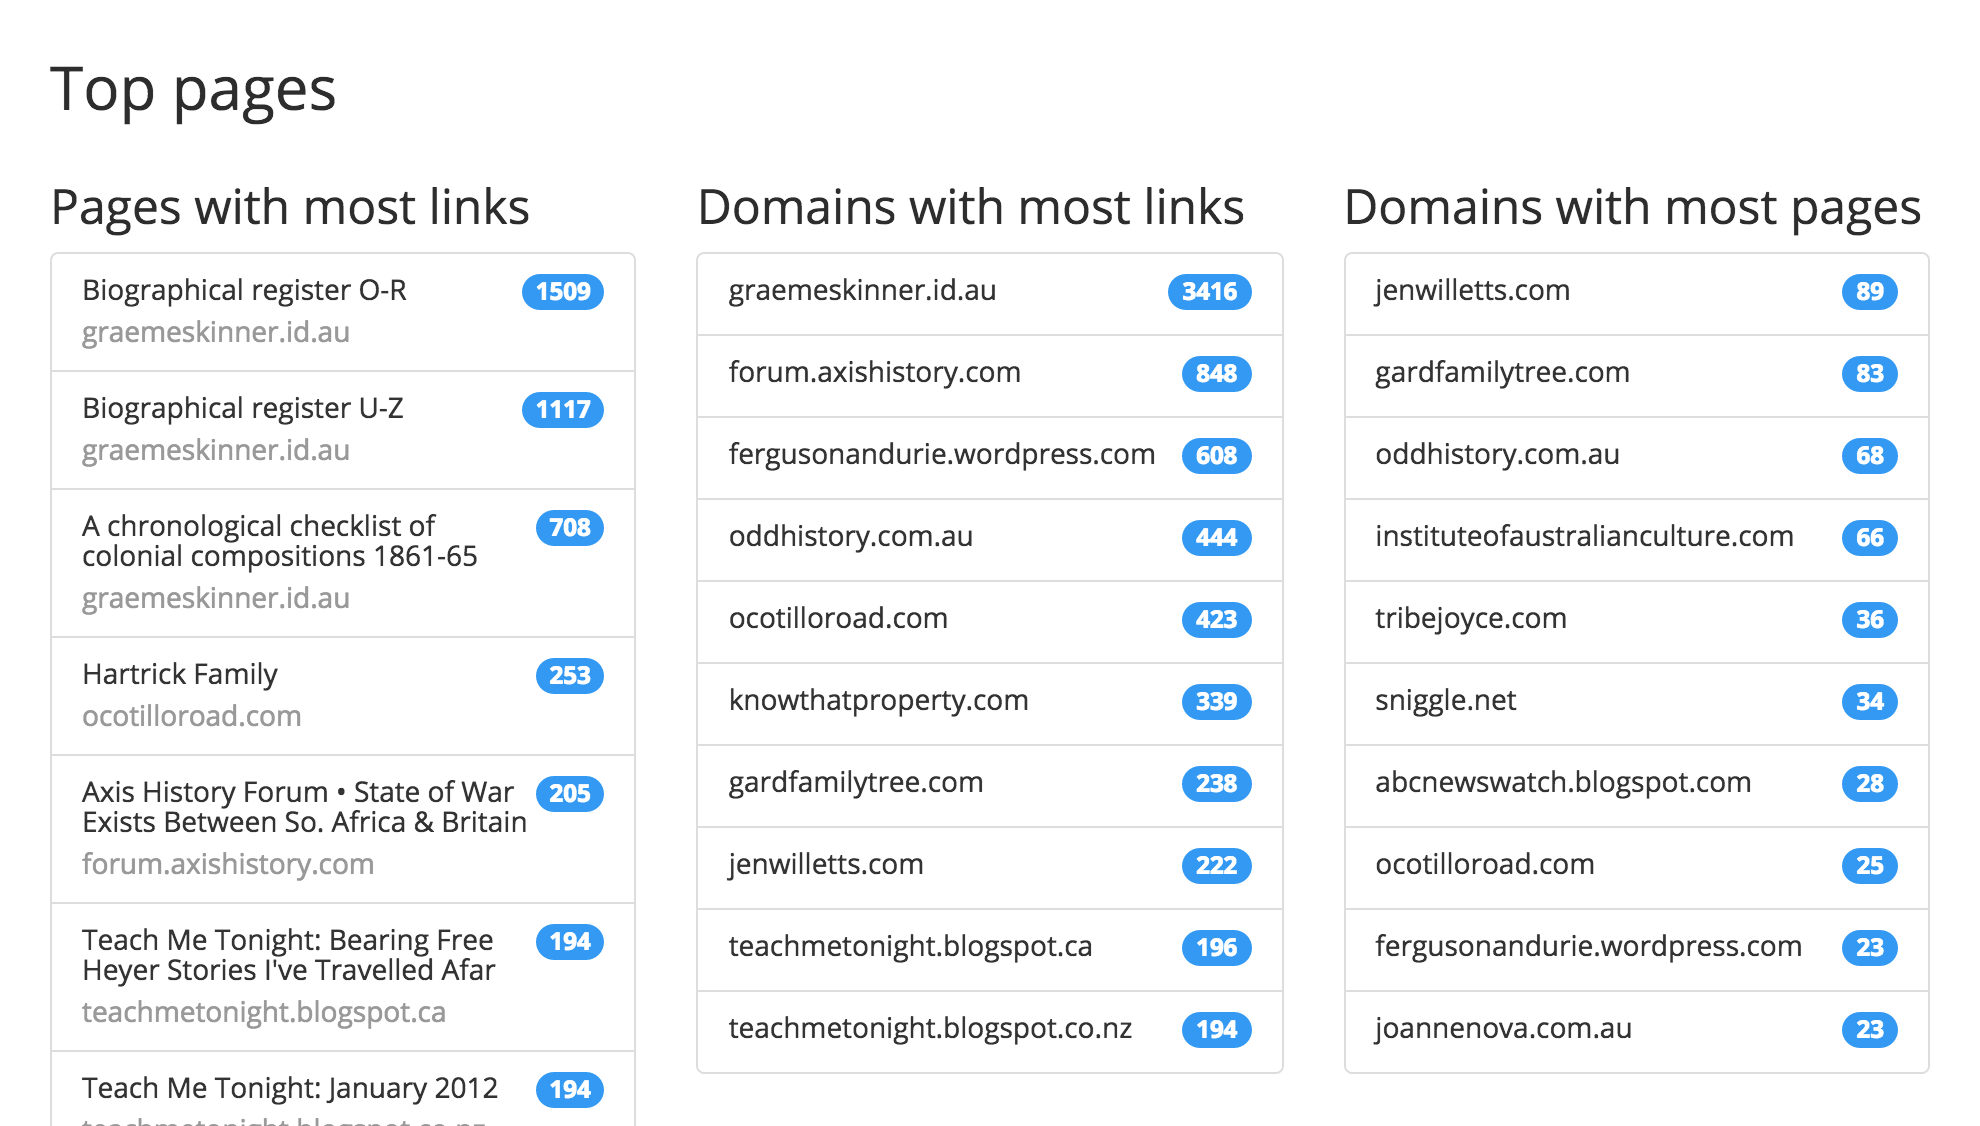 Top pages
Pages with most links
Biographical register O-R 1509
graemeskinner.id.au
Biographical register U-Z 1117
graemeskinner.id.au
A chronological checklist of 708
colonial compositions 1861-65
graemeskinner.id.au
Hartrick Family 253
ocotilloroad.com
Axis History Forum • State of War 205
Exists Between So. Africa & Britain
forum.axishistory.com
Teach Me Tonight: Bearing Free 194
Heyer Stories I've Travelled Afar
teachmetonight.blogspot.ca
Teach Me Tonight: January 2012 194
teachmetonight.blogspot.co.nz
Domains with most links
graemeskinner.id.au 3416
forum.axishistory.com 848
fergusonandurie.wordpress.com 608
oddhistory.com.au 444
ocotilloroad.com 423
knowthatproperty.com 339
gardfamilytree.com 238
jenwilletts.com 222
teachmetonight.blogspot.ca 196
teachmetonight.blogspot.co.nz 194
Domains with most pages
jenwilletts.com 89
gardfamilytree.com 83
oddhistory.com.au 68
instituteofaustralianculture.com 66
tribejoyce.com 36
sniggle.net 34
abcnewswatch.blogspot.com 28
ocotilloroad.com 25
fergusonandurie.wordpress.com 23
joannenova.com.au 23